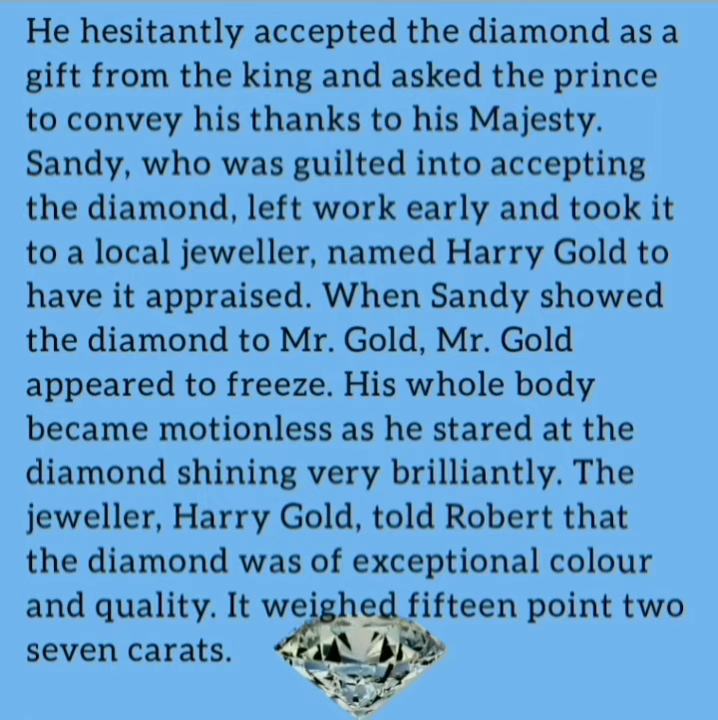 He hesitantly accepted the diamond as a
gift from the king and asked the prince
to convey his thanks to his Majesty.
Sandy, who was guilted into accepting
the diamond, left work early and took it
to a local jeweller, named Harry Gold to
have it appraised. When Sandy showed
the diamond to Mr. Gold, Mr. Gold
appeared to freeze. His whole body
became motionless as he stared at the
diamond shining very brilliantly. The
jeweller, Harry Gold, told Robert that
the diamond was of exceptional colour
and quality. It weighed fifteen point two
seven carats.